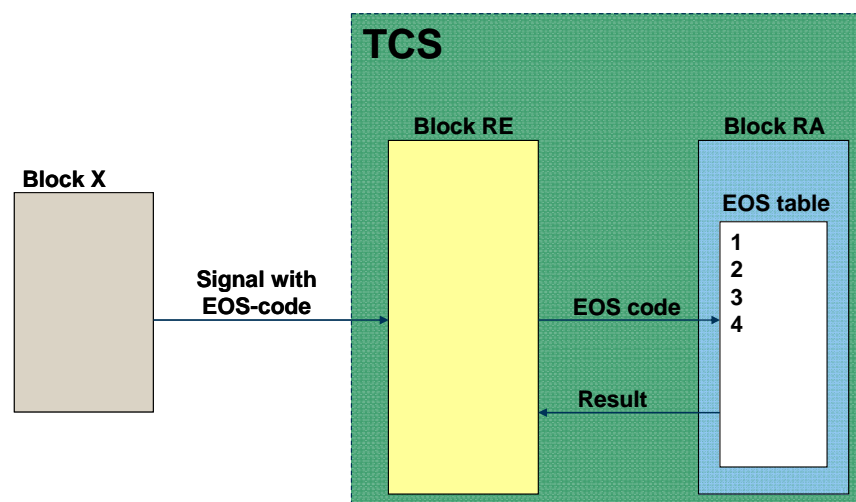 TCS
Block RE
Block RA
Block X
EOS table
1
2
3
4
Signal with
EOS-code
EOS code
Result